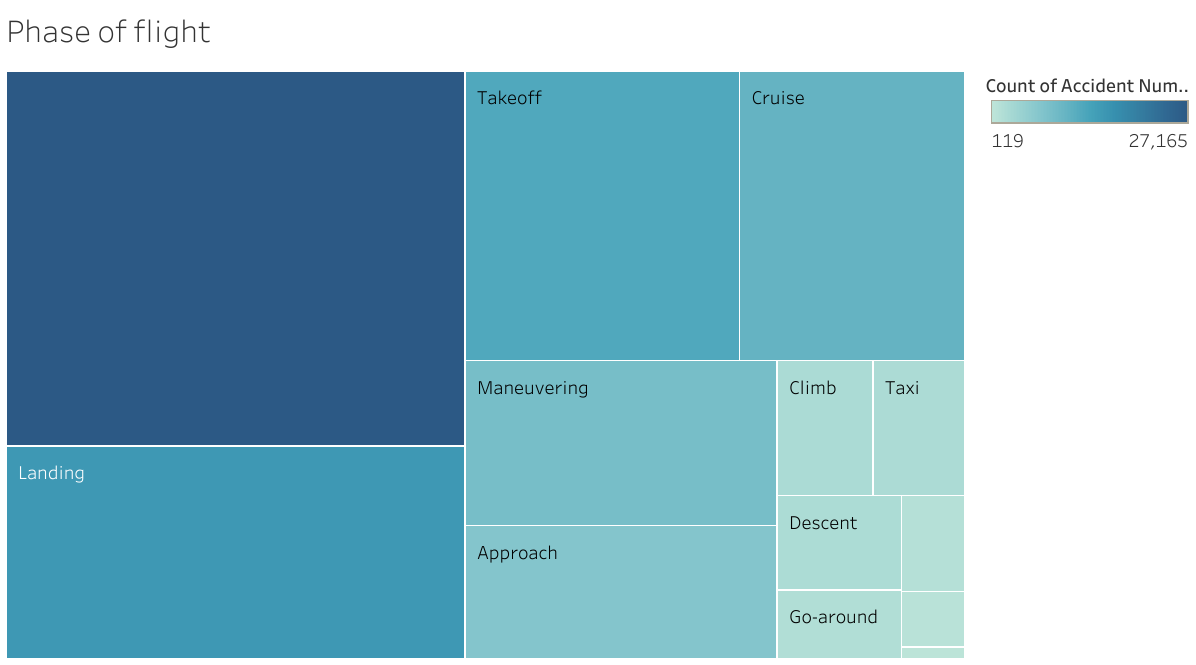 Phase of flight
Takeoff
Cruise
Count of Accident Num..
119
27,165
Maneuvering
Climb
Taxi
Landing
Descent
Approach
Go-around